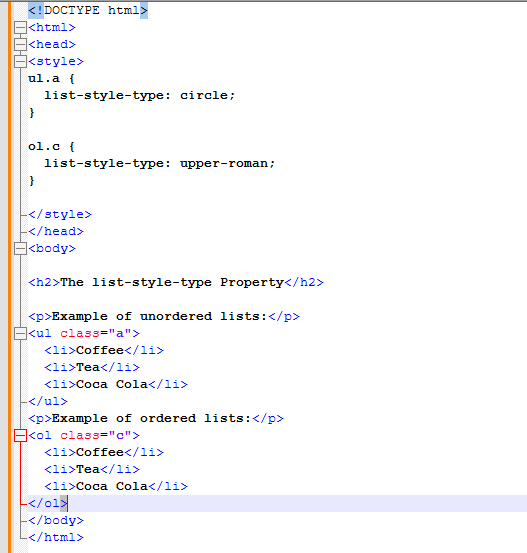 <!DOCTYPE html>
<html>
<head>
<style>
ul.a {
  list-style-type: circle;
}

ol.c {
  list-style-type: upper-roman;
}

</style>
</head>
<body>

<h2>The list-style-type Property</h2>

<p>Example of unordered lists:</p>
<ul class="a">
  <li>Coffee</li>
  <li>Tea</li>
  <li>Coca Cola</li>
</ul>
<p>Example of ordered lists:</p>
<ol class="c">
  <li>Coffee</li>
  <li>Tea</li>
  <li>Coca Cola</li>
</ol>
</body>
</html>